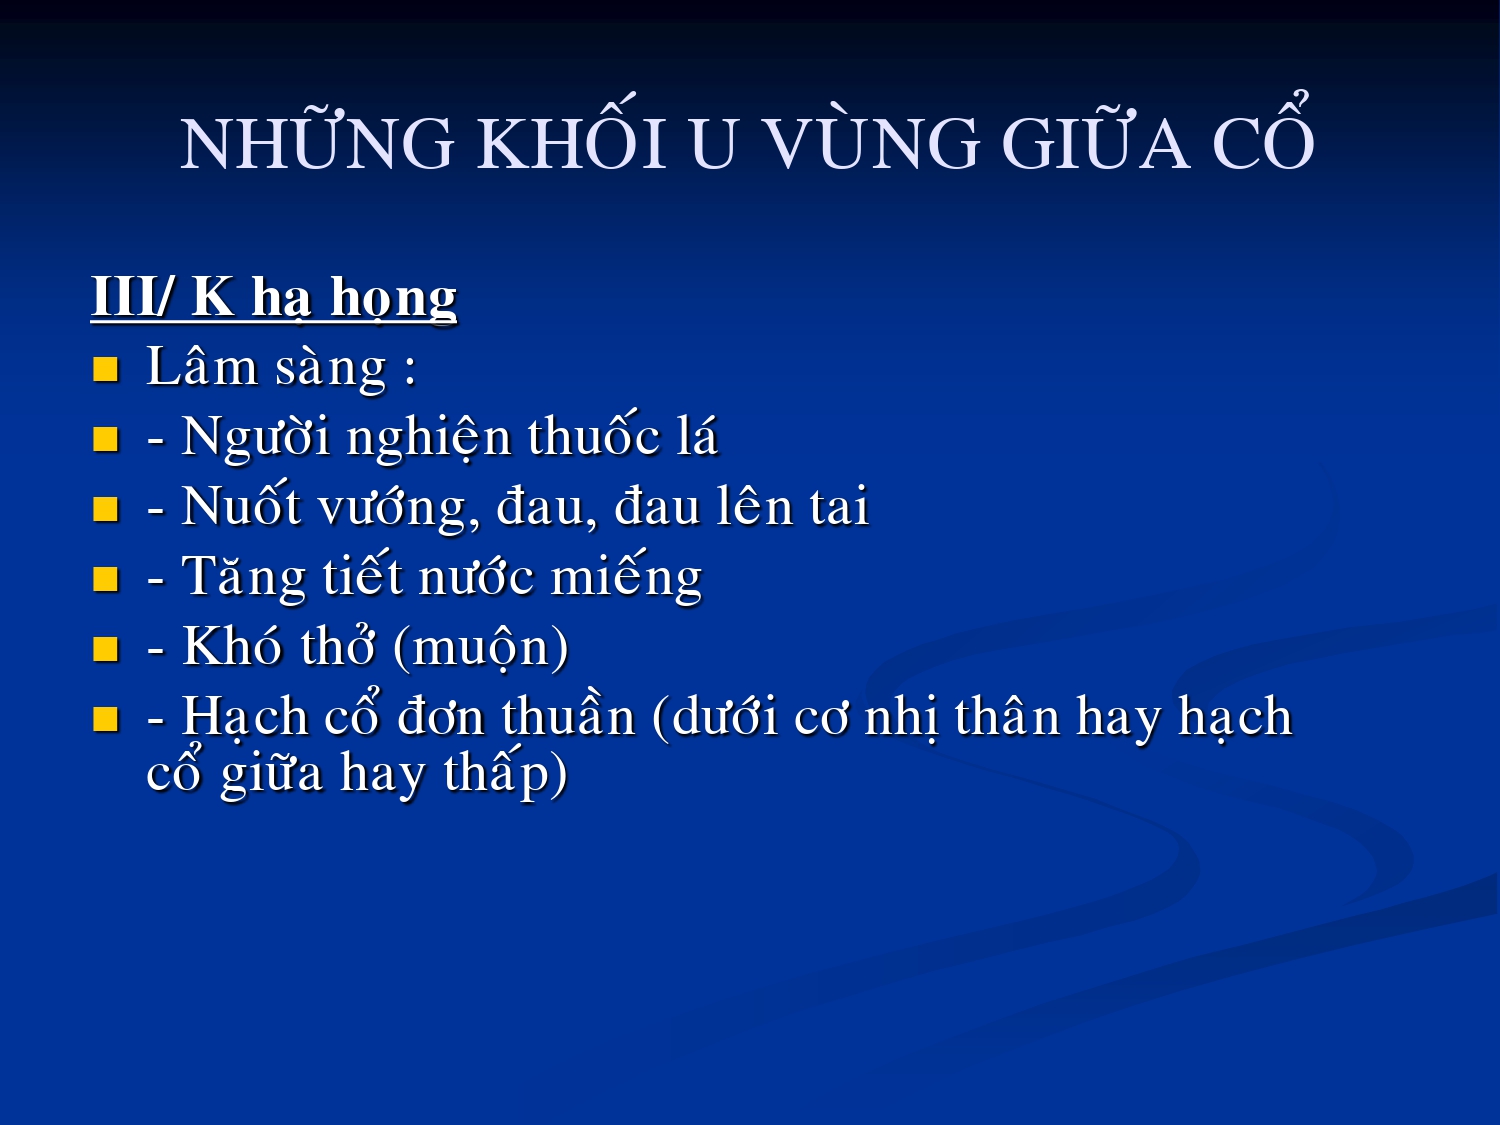 NHỮNG KHỐI U VÙNG GIỮA CỔ
III/ K hạ họng
Lâm sàng :
- Người nghiện thuốc lá
- Nuốt vướng, đau, đau lên tai
- Tăng tiết nước miếng
- Khó thở (muộn)
- Hạch cổ đơn thuần (dưới cơ nhị thân hay hạch
cổ giữa hay thấp)